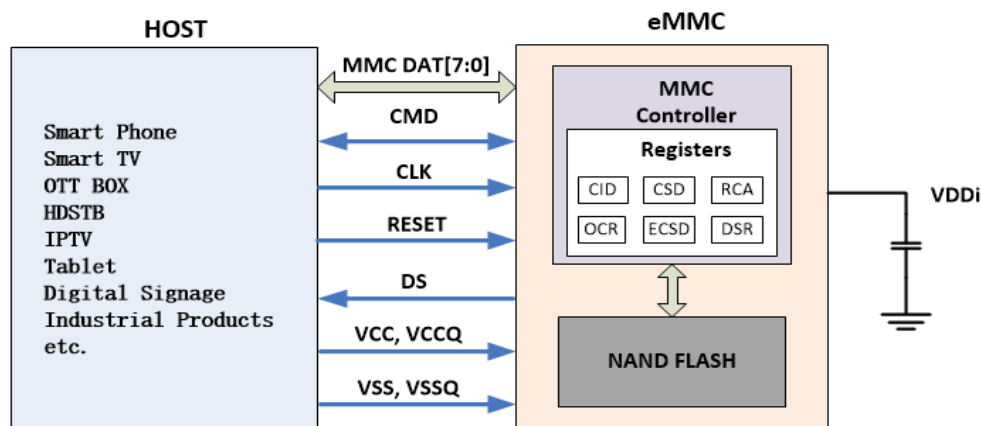 HOST
eMMC
Smart Phone
Smart TV
OTT BOX
HDSTB
IPTV
Tablet
Digital Signage
Industrial Products
etc.
MMC DAT[7:0]
CMD
CLK
RESET
DS
VCC, VCCQ
VSS, VSSQ
MMC
Controller
Registers
CID CSD RCA
OCR ECSD DSR
NAND FLASH
VDDi